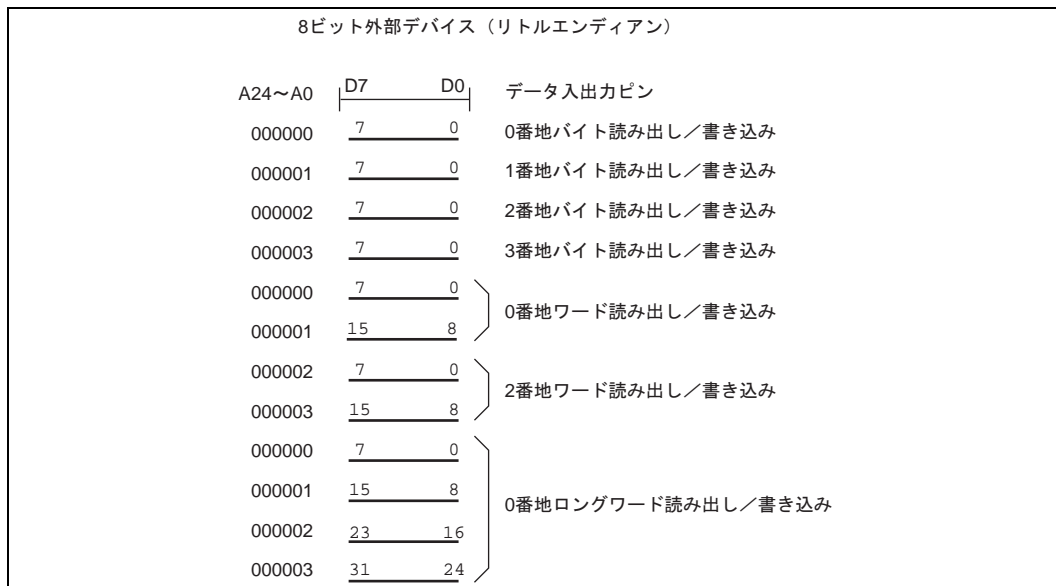 8ビット外部デバイス（リトルエンディアン）
A24～A0 D7 D0 データ入出力ピン
000000 7 0 0番地バイト読み出し／書き込み
000001 7 0 1番地バイト読み出し／書き込み
000002 7 0 2番地バイト読み出し／書き込み
000003 7 0 3番地バイト読み出し／書き込み
000000 7 0
0番地ワード読み出し／書き込み
000001 15 8
000002 7 0
2番地ワード読み出し／書き込み
000003 15 8
000000 7 0
000001 15 8
0番地ロングワード読み出し／書き込み
000002 23 16
000003 31 24